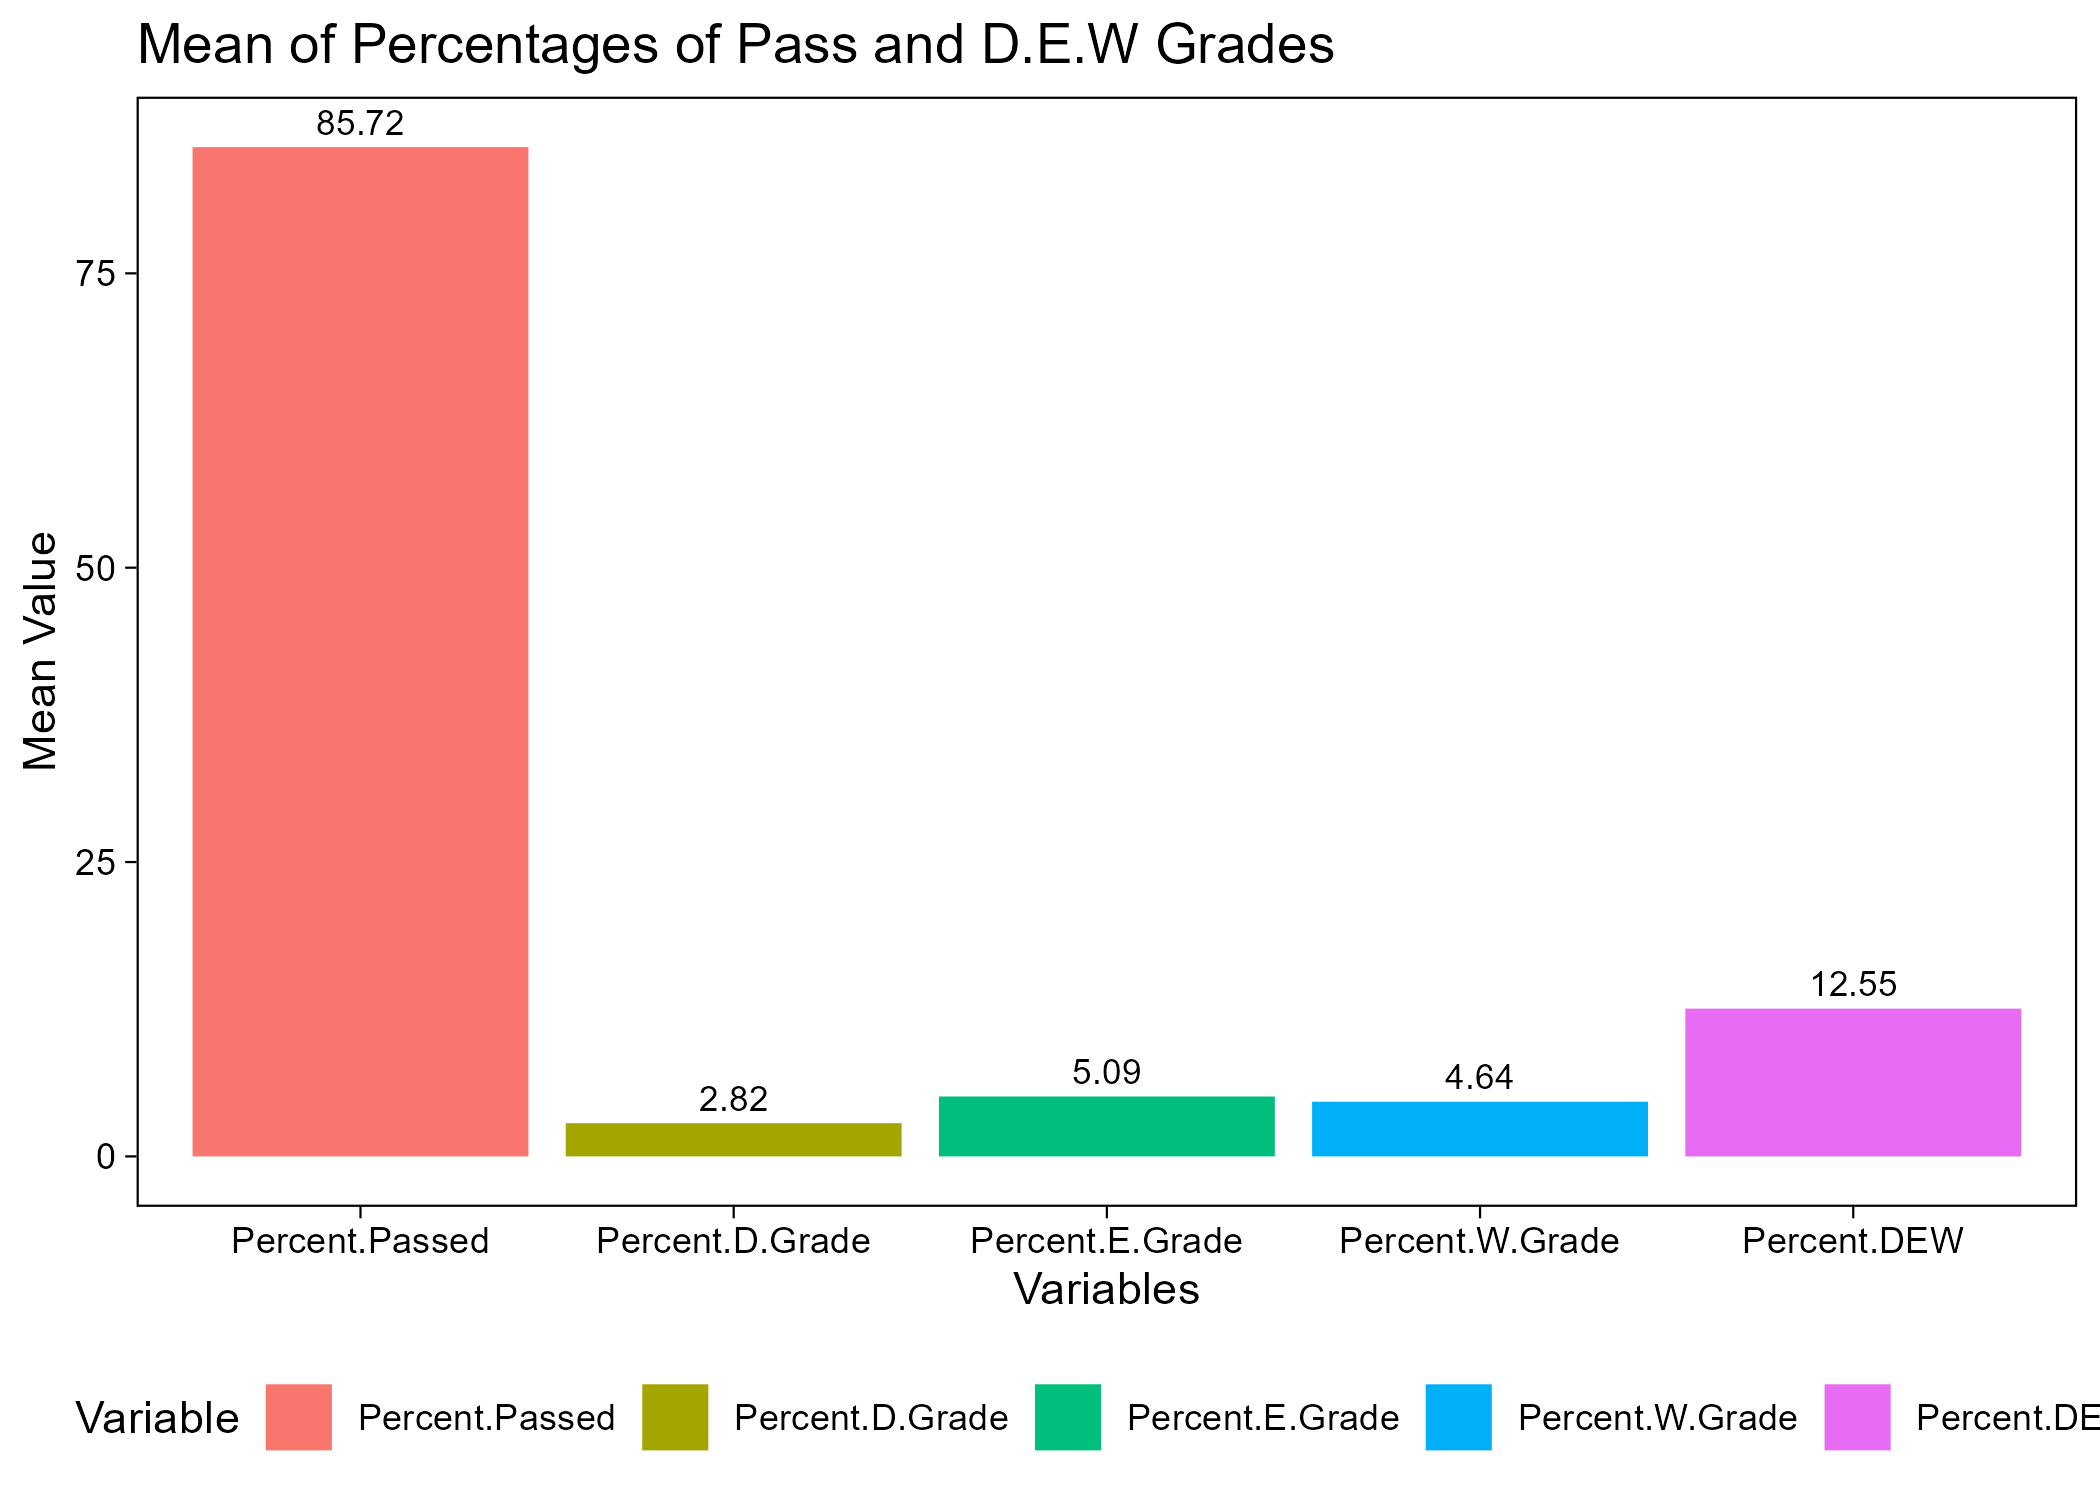 Mean of Percentages of Pass and D.E.W Grades
85.72
2.82
5.09
4.64
12.55
75
50
25
0
Mean Value
Percent.Passed Percent.D.Grade Percent.E.Grade Percent.W.Grade Percent.DEW
Variables
Variable Percent.Passed Percent.D.Grade Percent.E.Grade Percent.W.Grade Percent.DE